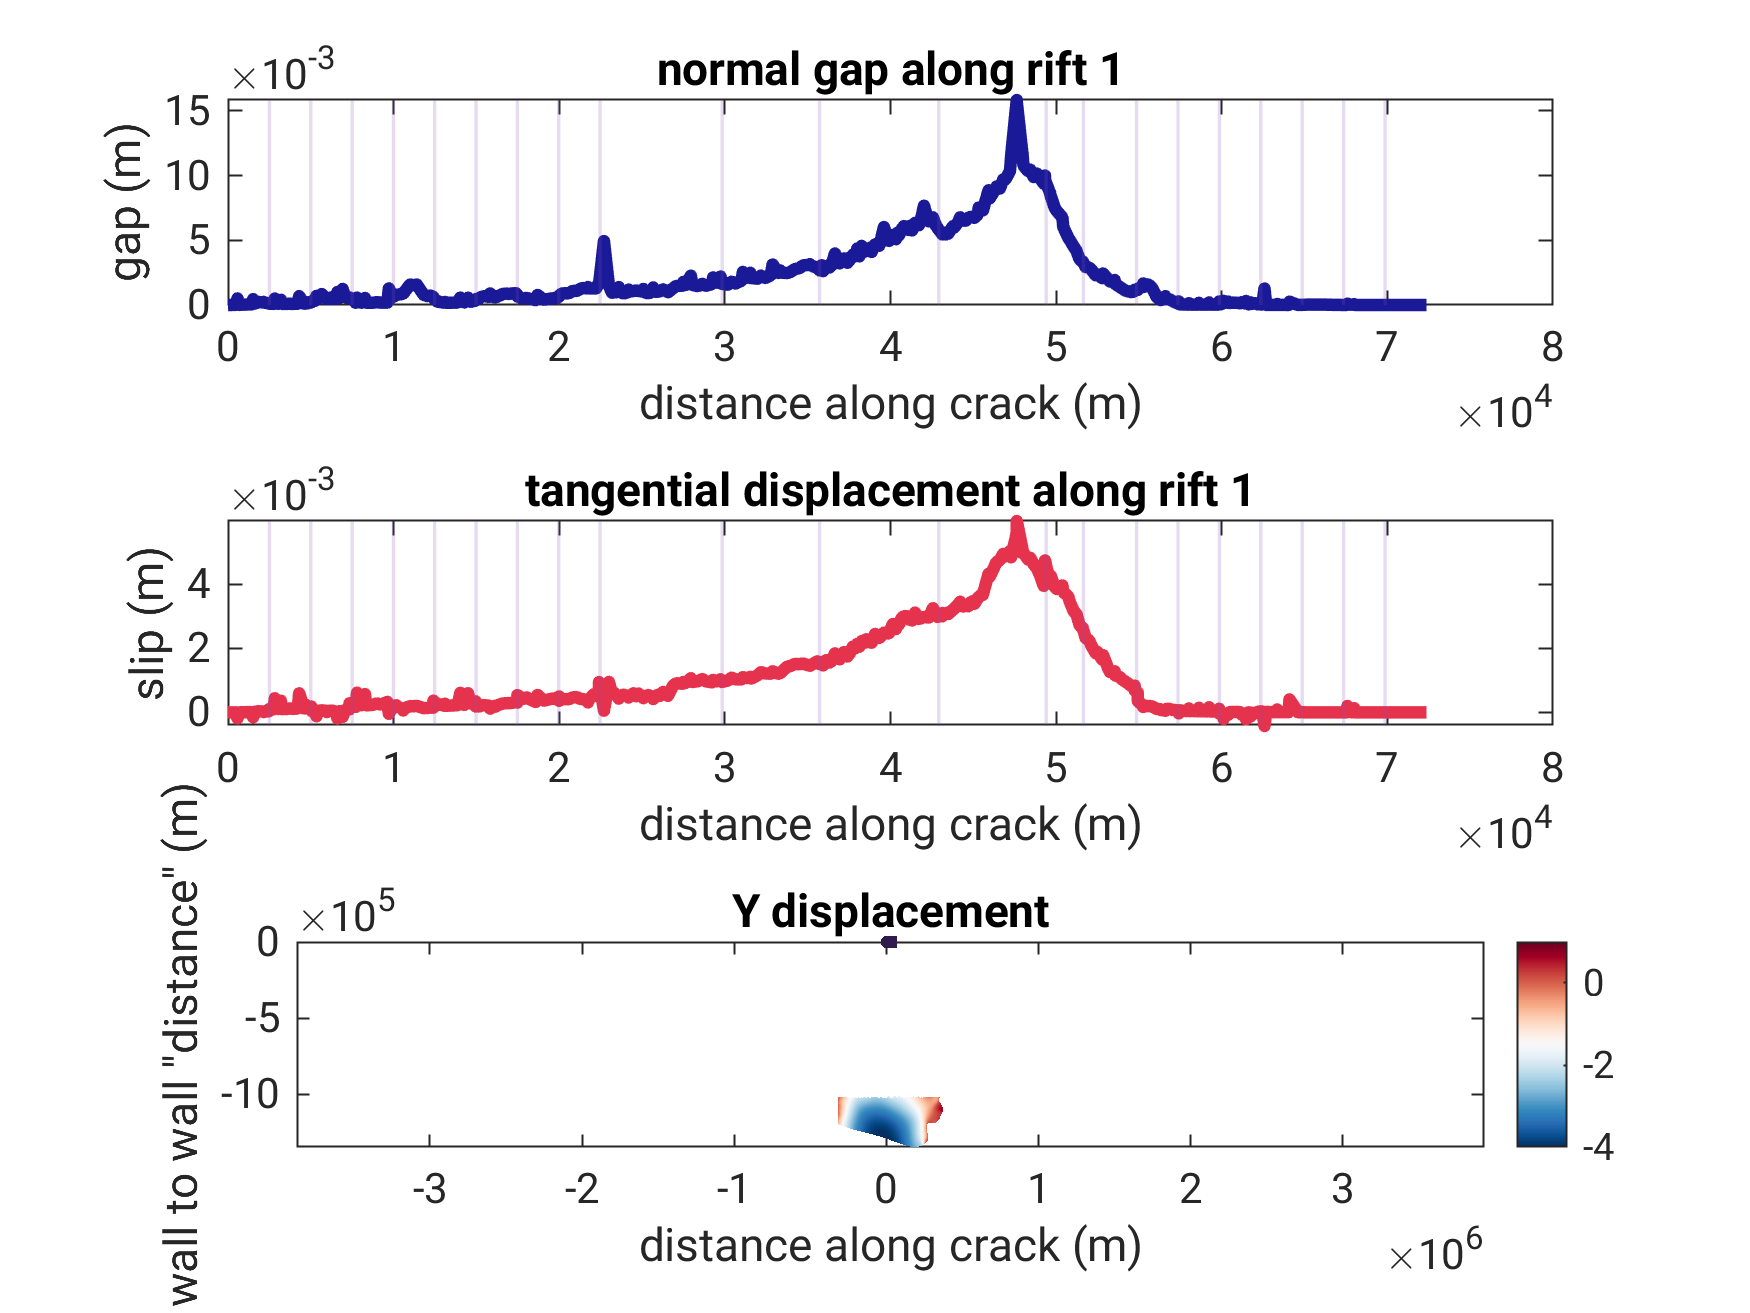 normal gap along rift 1
×10⁻³
15
10
5
0
gap (m)
0 1 2 3 4 5 6 7 8
distance along crack (m)
×10⁴
tangential displacement along rift 1
×10⁻³
4
2
0
slip (m)
0 1 2 3 4 5 6 7 8
distance along crack (m)
×10⁴
Y displacement
×10⁵
0
-5
-10
wall to wall "distance" (m)
-3 -2 -1 0 1 2 3
distance along crack (m)
×10⁶
0
-2
-4